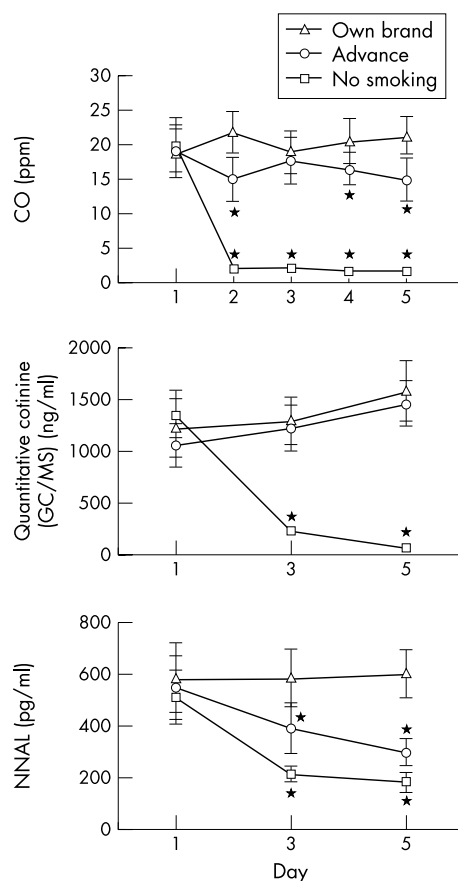 Own brand
Advance
No smoking
30
25
20
15
10
5
0
CO (ppm)
1 2 3 4 5
2000
1500
1000
500
0
Quantitative cotinine
(GC/MS) (ng/ml)
1 3 5
800
600
400
200
0
NNAL (pg/ml)
1 3 5
Day